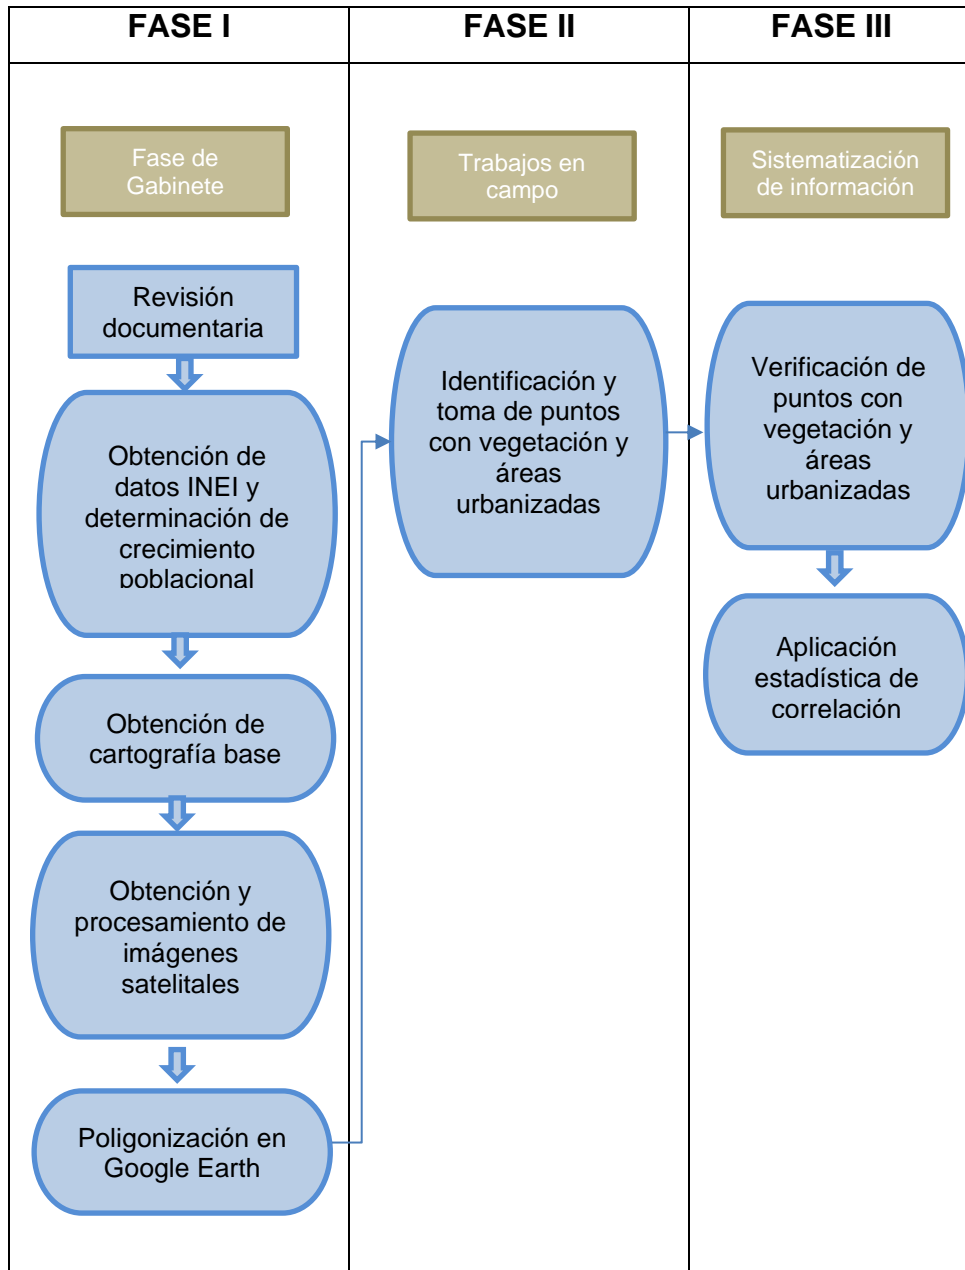 FASE I
FASE II
FASE III
Fase de
Gabinete
Revisión
documentaria
Obtención de
datos INEI y
determinación de
crecimiento
poblacional
Obtención de
cartografía base
Obtención y
procesamiento de
imágenes
satelitales
Poligonización en
Google Earth
Trabajos en
campo
Identificación y
toma de puntos
con vegetación y
áreas
urbanizadas
Sistematización
de información
Verificación de
puntos con
vegetación y
áreas
urbanizadas
Aplicación
estadística de
correlación